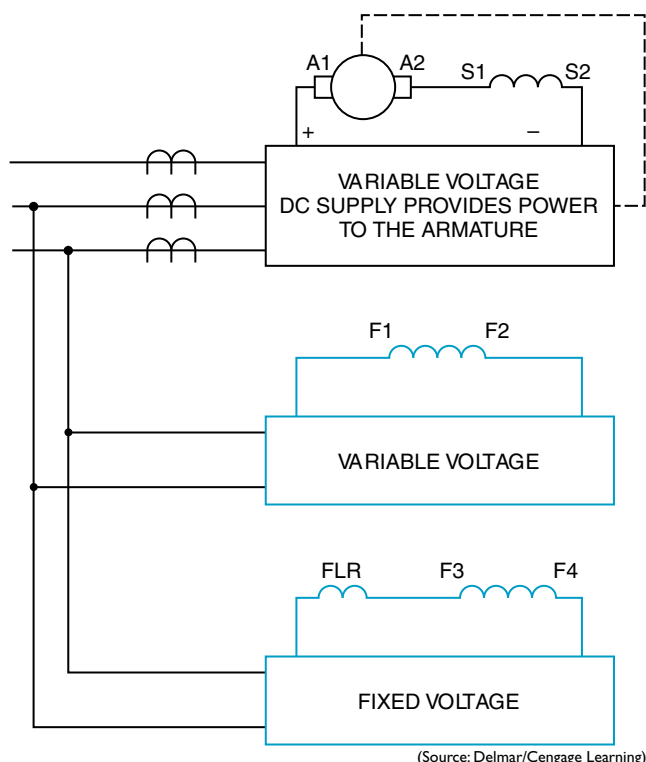 A1 A2 S1 S2
+ –
VARIABLE VOLTAGE
DC SUPPLY PROVIDES POWER
TO THE ARMATURE
F1 F2
VARIABLE VOLTAGE
FLR F3 F4
FIXED VOLTAGE
(Source: Delmar/Cengage Learning)